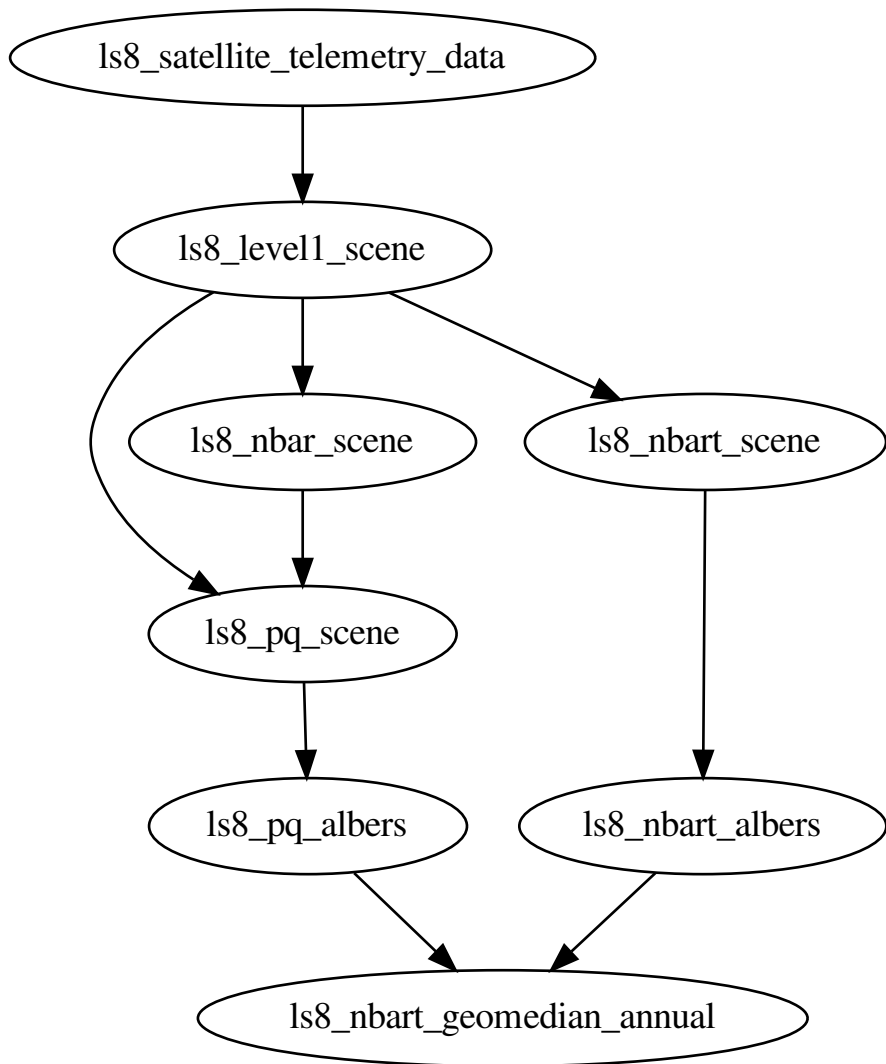 ls8_satellite_telemetry_data
ls8_level1_scene
ls8_nbar_scene
ls8_nbart_scene
ls8_pq_scene
ls8_pq_albers
ls8_nbart_albers
ls8_nbart_geomedian_annual